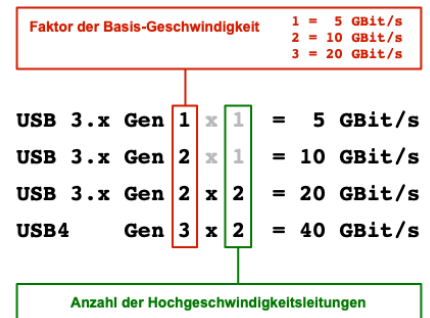 Faktor der Basis-Geschwindigkeit
1 = 5 GBit/s
2 = 10 GBit/s
3 = 20 GBit/s
USB 3.x Gen 1 x 1 = 5 GBit/s
USB 3.x Gen 2 x 1 = 10 GBit/s
USB 3.x Gen 2 x 2 = 20 GBit/s
USB4 Gen 3 x 2 = 40 GBit/s
Anzahl der Hochgeschwindigkeitsleitungen